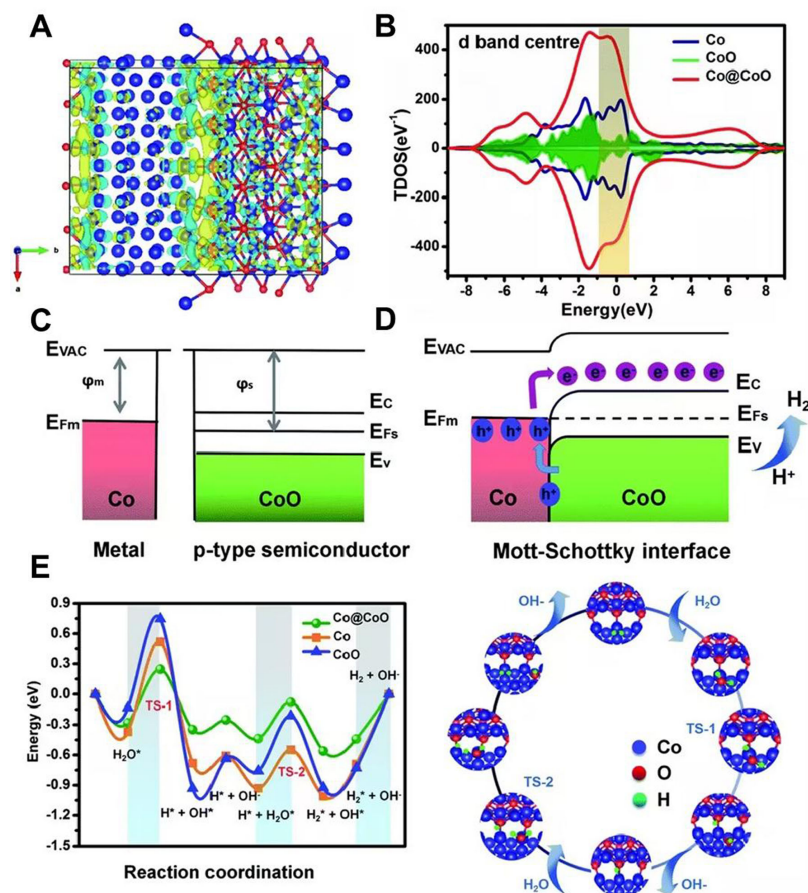 A
b
a
B
d band centre
Co
CoO
Co@CoO
TDOS(eV⁻¹)
400
200
0
200
-400
-8 -6 -4 -2 0 2 4 6 8
Energy(eV)
C
EVAC
φm
φs
EFm
EC
EFs
EV
Co
CoO
Metal
p-type semiconductor
D
EVAC
e⁻ e⁻ e⁻ e⁻ e⁻ e⁻
EC
H₂
EFm
EFs
h⁺ h⁺ h⁺
EV
H⁺
h⁺
Co
CoO
Mott-Schottky interface
E
0.9
0.6
0.3
0.0
-0.3
-0.6
-0.9
-1.2
-1.5
Energy (eV)
Co@CoO
Co
CoO
H₂ + OH⁻
TS-1
H₂O*
TS-2
H* + OH*
H* + OH⁻
H* + H₂O*
H₂* + OH*
H₂* + OH⁻
Reaction coordination
OH-
H₂O
TS-1
Co
O
H
TS-2
H₂O
OH-